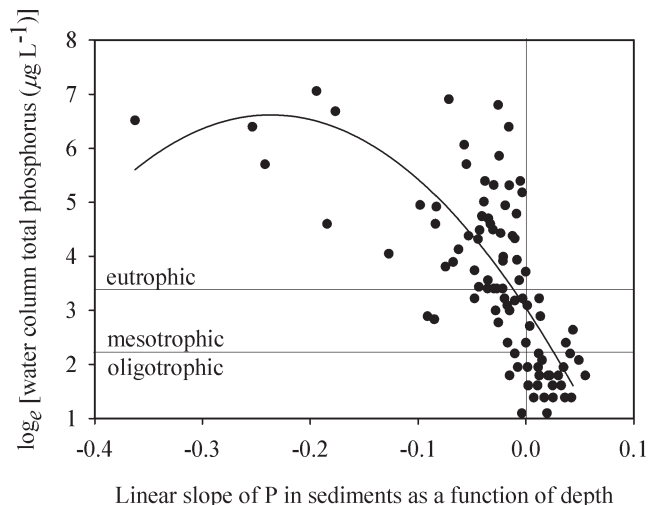 log𝑒 [water column total phosphorus (µg L⁻¹)]
8
7
6
5
4
3
2
1
eutrophic
mesotrophic
oligotrophic
-0.4 -0.3 -0.2 -0.1 0.0 0.1
Linear slope of P in sediments as a function of depth